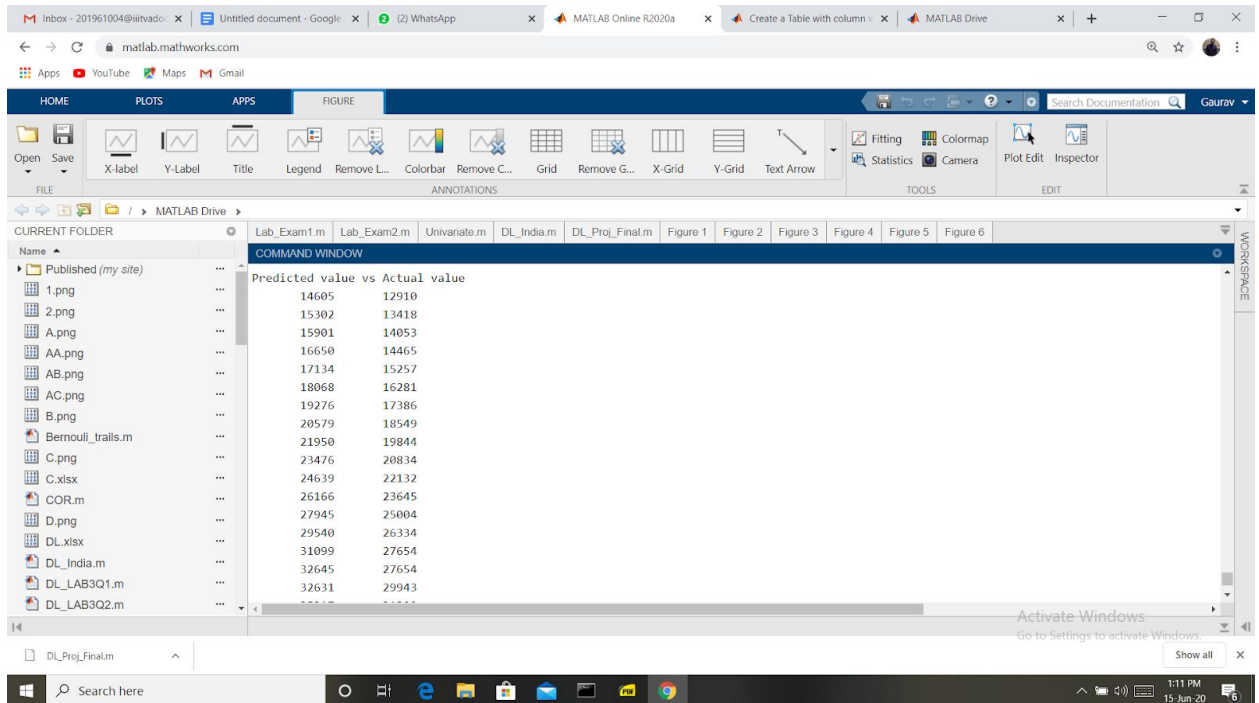 Inbox - 201961004@iiitvadoc
Untitled document - Google
(2) WhatsApp
MATLAB Online R2020a
Create a Table with column v
MATLAB Drive
matlab.mathworks.com
Apps YouTube Maps Gmail
HOME PLOTS APPS FIGURE Search Documentation Gaurav
Open Save X-label Y-Label Title Legend Remove L... Colorbar Remove C... Grid Remove G... X-Grid Y-Grid Text Arrow
Fitting Colormap
Statistics Camera
Plot Edit Inspector
FILE ANNOTATIONS TOOLS EDIT
/ › MATLAB Drive ›
CURRENT FOLDER
Name
Published (my site) ...
1.png ...
2.png ...
A.png ...
AA.png ...
AB.png ...
AC.png ...
B.png ...
Bernouli_trails.m ...
C.png ...
C.xlsx ...
COR.m ...
D.png ...
DL.xlsx ...
DL_India.m ...
DL_LAB3Q1.m ...
DL_LAB3Q2.m ...
Lab_Exam1.m Lab_Exam2.m Univariate.m DL_India.m DL_Proj_Final.m Figure 1 Figure 2 Figure 3 Figure 4 Figure 5 Figure 6
COMMAND WINDOW
Predicted value vs Actual value
14605 12910
15302 13418
15901 14053
16650 14465
17134 15257
18068 16281
19276 17386
20579 18549
21950 19844
23476 20834
24639 22132
26166 23645
27945 25004
29540 26334
31099 27654
32645 27654
32631 29943
WORKSPACE
Activate Windows
Go to Settings to activate Windows.
DL_Proj_Final.m
Show all
Search here
PDF
1:11 PM
15-Jun-20
6